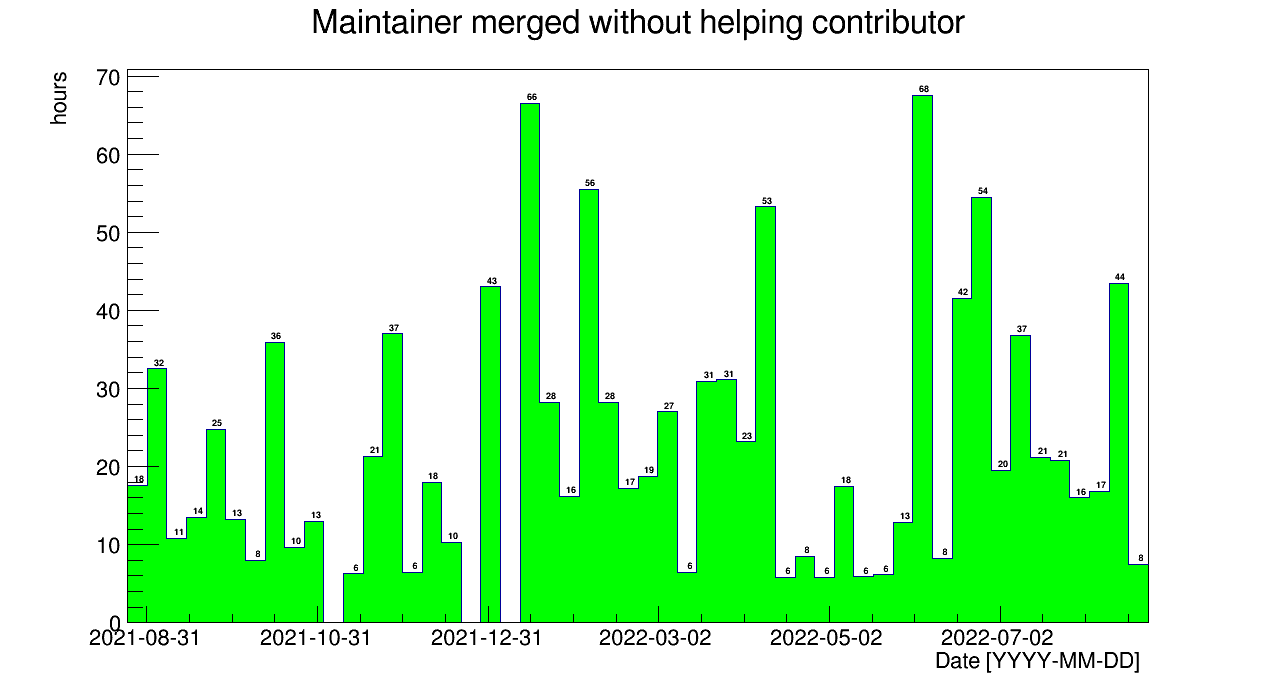 Maintainer merged without helping contributor
hours
70
60
50
40
30
20
10
0
18 32 11 14 25 13 8 36 10 13 6 21 37 6 18 10 43 66 28 16 56 28 17 19 27 6 31 31 23 53 6 8 6 18 6 6 13 68 8 42 54 20 37 21 21 16 17 44 8
2021-08-31 2021-10-31 2021-12-31 2022-03-02 2022-05-02 2022-07-02
Date [YYYY-MM-DD]